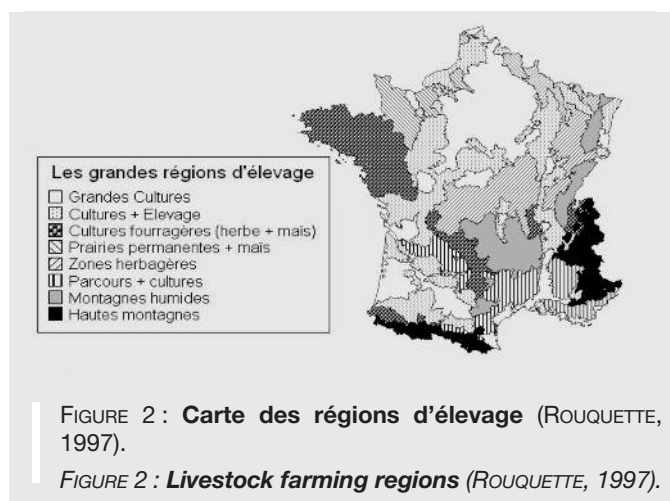 Les grandes régions d'élevage
Grandes Cultures
Cultures + Elevage
Cultures fourragères (herbe + maïs)
Prairies permanentes + maïs
Zones herbagères
Parcours + cultures
Montagnes humides
Hautes montagnes
FIGURE 2 : Carte des régions d'élevage (ROUQUETTE,
1997).
FIGURE 2 : Livestock farming regions (ROUQUETTE, 1997).